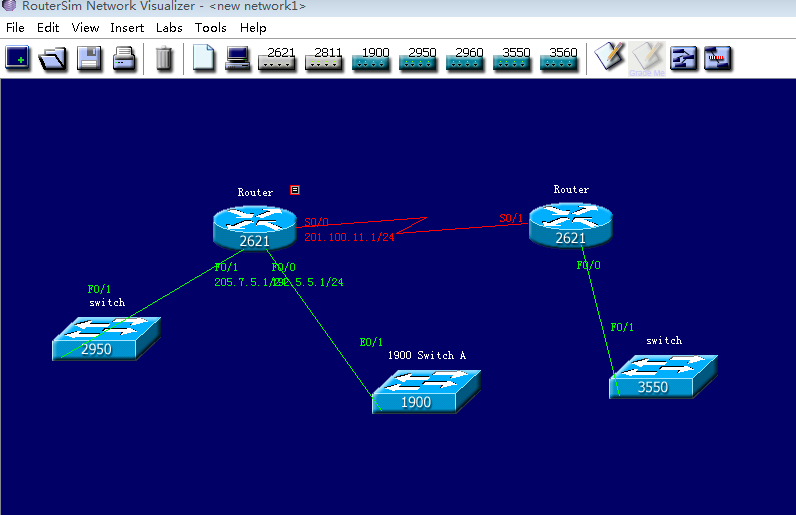 RouterSim Network Visualizer - <new network1>
File Edit View Insert Labs Tools Help
2621 2811 1900 2950 2960 3550 3560
Grade Me
Router
Router
S0/0
S0/1
201.100.11.1/24
2621
2621
F0/1
F0/0
F0/0
205.7.5.1/24
192.5.5.1/24
F0/1
switch
2950
F0/1
E0/1
switch
1900 Switch A
3550
1900